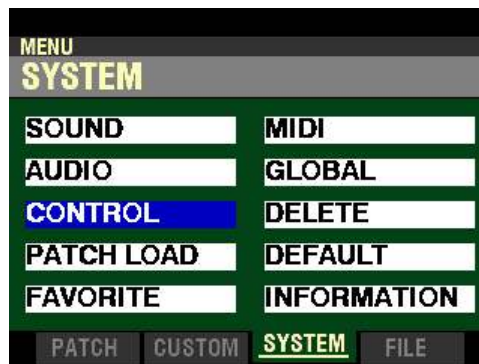 MENU
SYSTEM
SOUND
MIDI
AUDIO
GLOBAL
CONTROL
DELETE
PATCH LOAD
DEFAULT
FAVORITE
INFORMATION
PATCH CUSTOM SYSTEM FILE